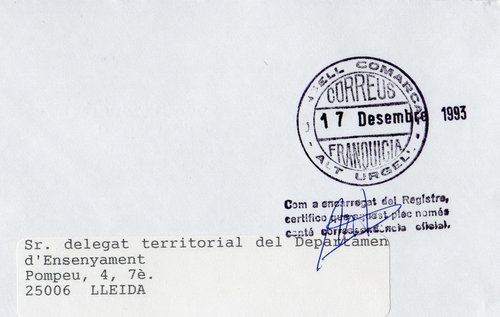 CONSELL COMARCAL
CORREUS
17 Desembre 1993
FRANQUICIA
ALT URGELL
Com a encarregat del Registre,
certifico que aquest plec només
conté correspondència oficial.
Sr. delegat territorial del Departamen
d'Ensenyament
Pompeu, 4, 7è.
25006 LLEIDA